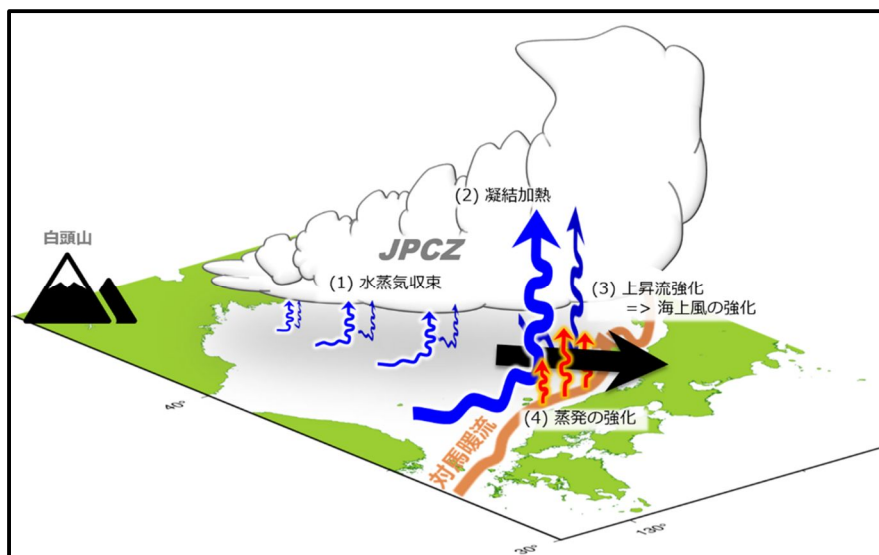 (2) 凝結加熱
白頭山
JPCZ
(1) 水蒸気収束
(3) 上昇流強化
=> 海上風の強化
40°
(4) 蒸発の強化
対馬暖流
130°
30°